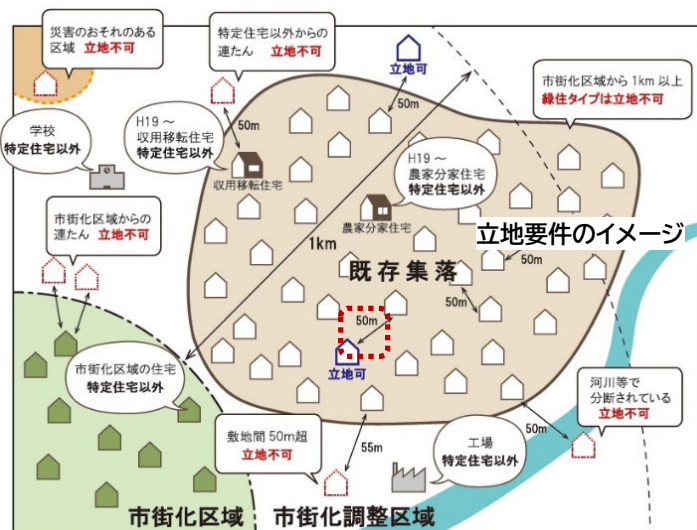 災害のおそれのある
区域 立地不可
特定住宅以外からの
連たん 立地不可
立地可
50m
50m
市街化区域から1km以上
緑住タイプは立地不可
学校
特定住宅以外
H19～
収用移転住宅
特定住宅以外
収用移転住宅
H19～
農家分家住宅
特定住宅以外
農家分家住宅
市街化区域からの
連たん 立地不可
立地要件のイメージ
1km
既存集落
50m
50m
50m
立地可
市街化区域の住宅
特定住宅以外
河川等で
分断されている
立地不可
敷地間50m超
立地不可
55m
工場
特定住宅以外
50m
市街化区域
市街化調整区域